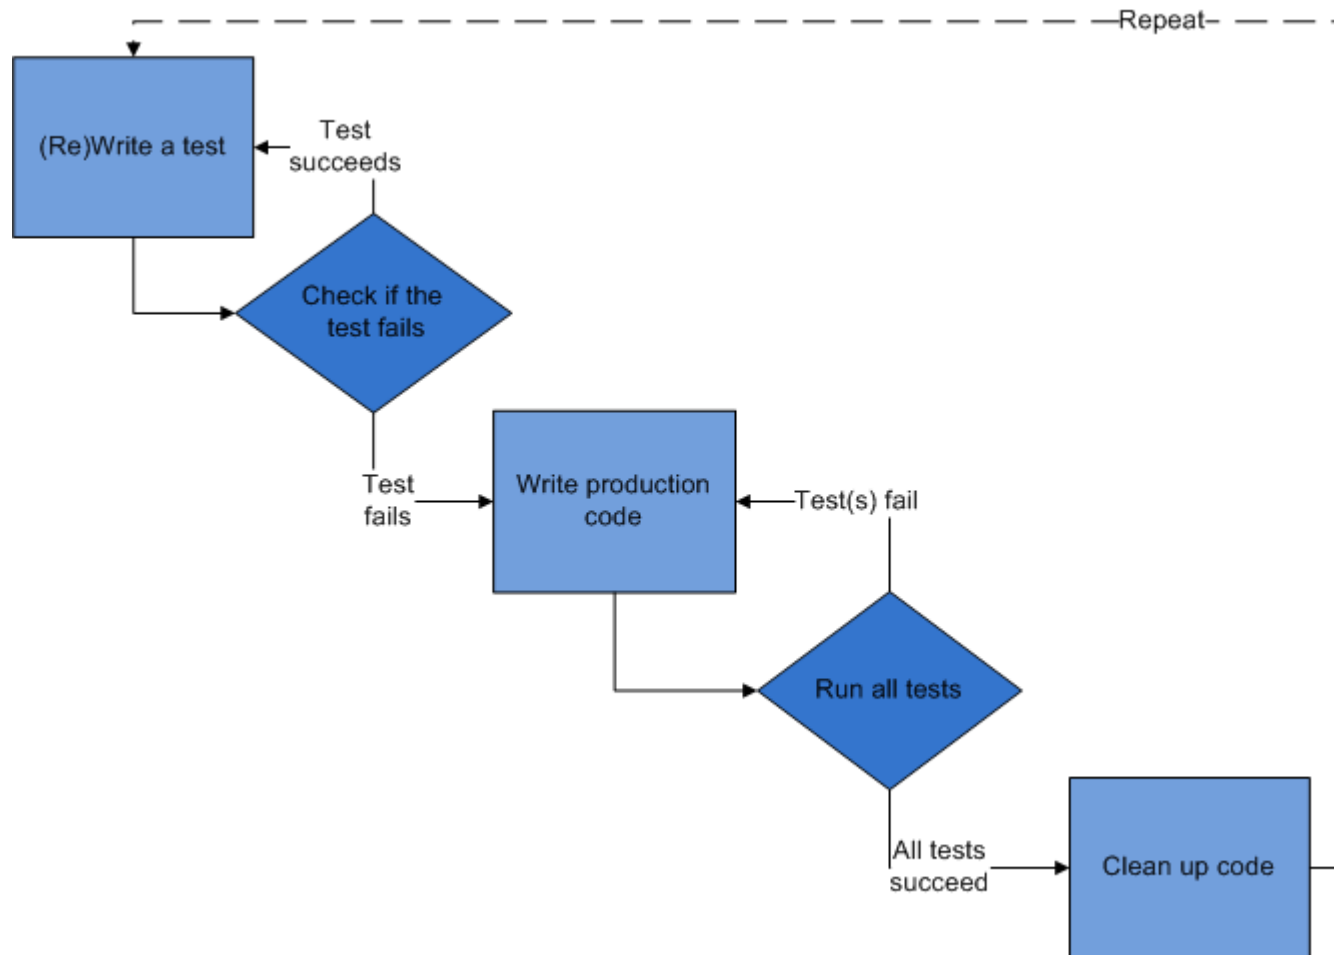 Repeat
(Re)Write a test
Test
succeeds
Check if the
test fails
Test
fails
Write production
code
Test(s) fail
Run all tests
All tests
succeed
Clean up code